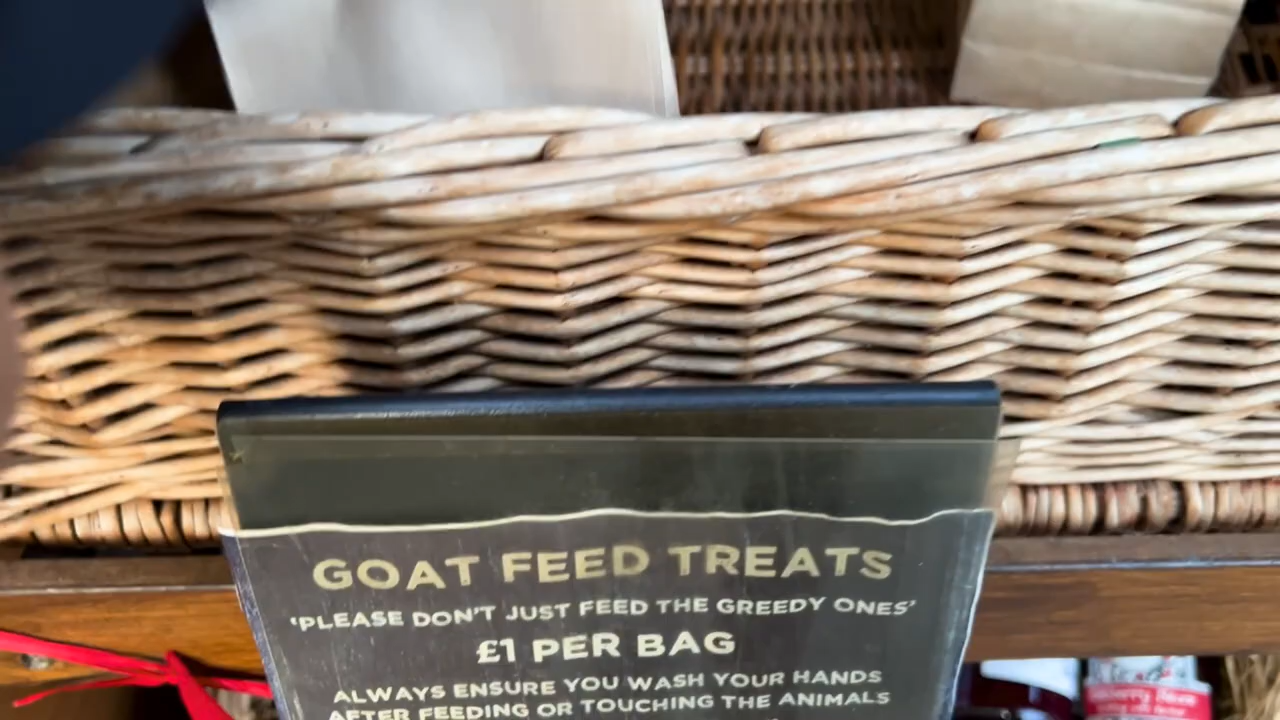 GOAT FEED TREATS
'PLEASE DON'T JUST FEED THE GREEDY ONES'
£1 PER BAG
ALWAYS ENSURE YOU WASH YOUR HANDS
AFTER FEEDING OR TOUCHING THE ANIMALS